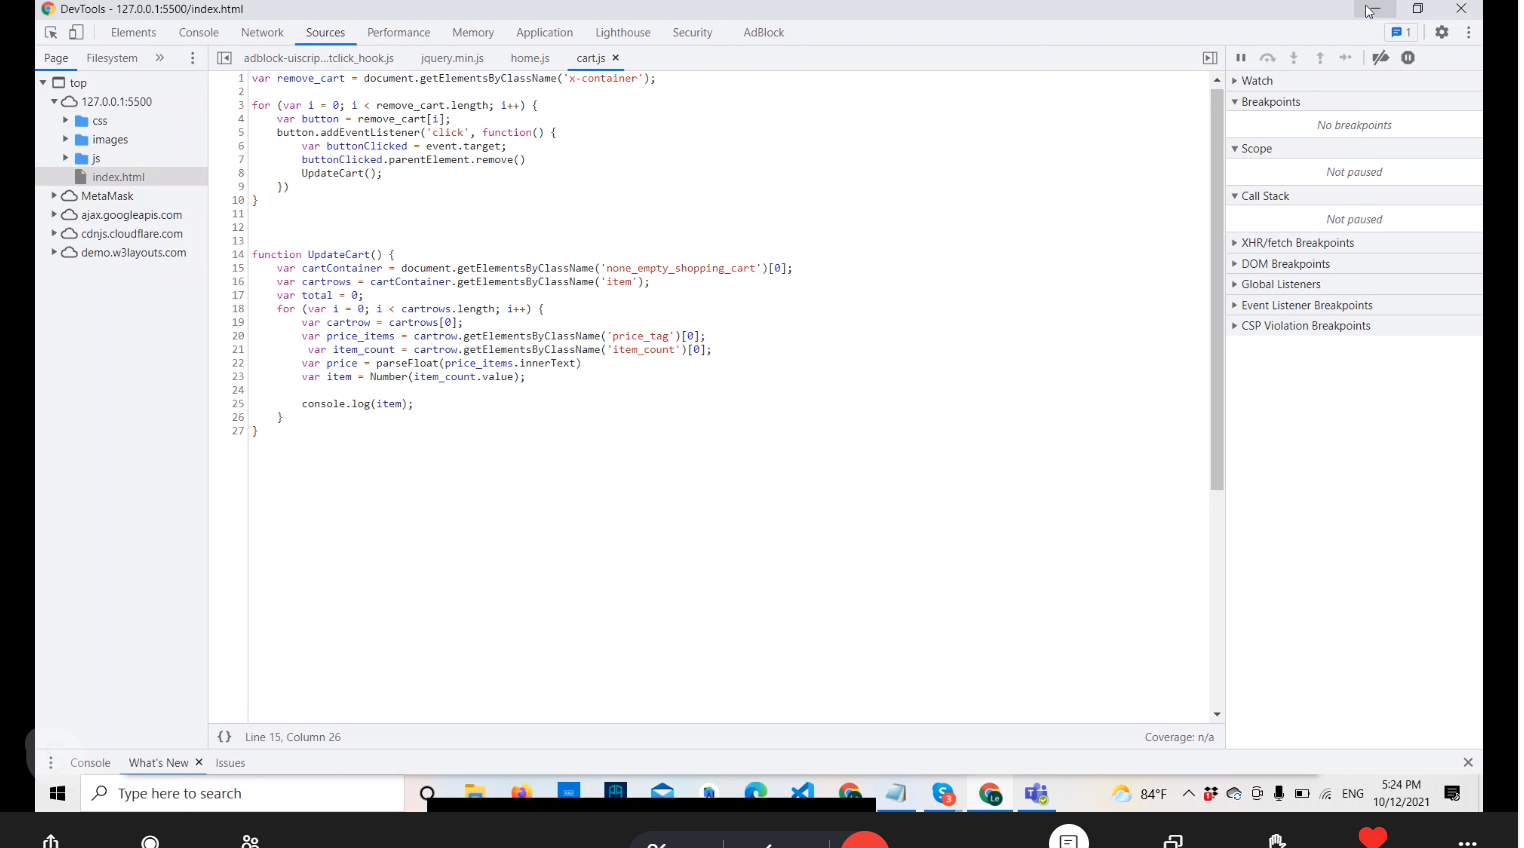 DevTools - 127.0.0.1:5500/index.html
Elements Console Network Sources Performance Memory Application Lighthouse Security AdBlock 1
Page Filesystem » adblock-uiscrip...tclick_hook.js jquery.min.js home.js cart.js ×
top
127.0.0.1:5500
css
images
js
index.html
MetaMask
ajax.googleapis.com
cdnjs.cloudflare.com
demo.w3layouts.com
1 var remove_cart = document.getElementsByClassName('x-container');
2
3 for (var i = 0; i < remove_cart.length; i++) {
4 var button = remove_cart[i];
5 button.addEventListener('click', function() {
6 var buttonClicked = event.target;
7 buttonClicked.parentElement.remove()
8 UpdateCart();
9 })
10 }
11
12
13
14 function UpdateCart() {
15 var cartContainer = document.getElementsByClassName('none_empty_shopping_cart')[0];
16 var cartrows = cartContainer.getElementsByClassName('item');
17 var total = 0;
18 for (var i = 0; i < cartrows.length; i++) {
19 var cartrow = cartrows[0];
20 var price_items = cartrow.getElementsByClassName('price_tag')[0];
21 var item_count = cartrow.getElementsByClassName('item_count')[0];
22 var price = parseFloat(price_items.innerText)
23 var item = Number(item_count.value);
24
25 console.log(item);
26 }
27 }
Watch
Breakpoints
No breakpoints
Scope
Not paused
Call Stack
Not paused
XHR/fetch Breakpoints
DOM Breakpoints
Global Listeners
Event Listener Breakpoints
CSP Violation Breakpoints
{ } Line 15, Column 26 Coverage: n/a
Console What's New × Issues
Type here to search 3 Le 84°F ENG 5:24 PM
10/12/2021